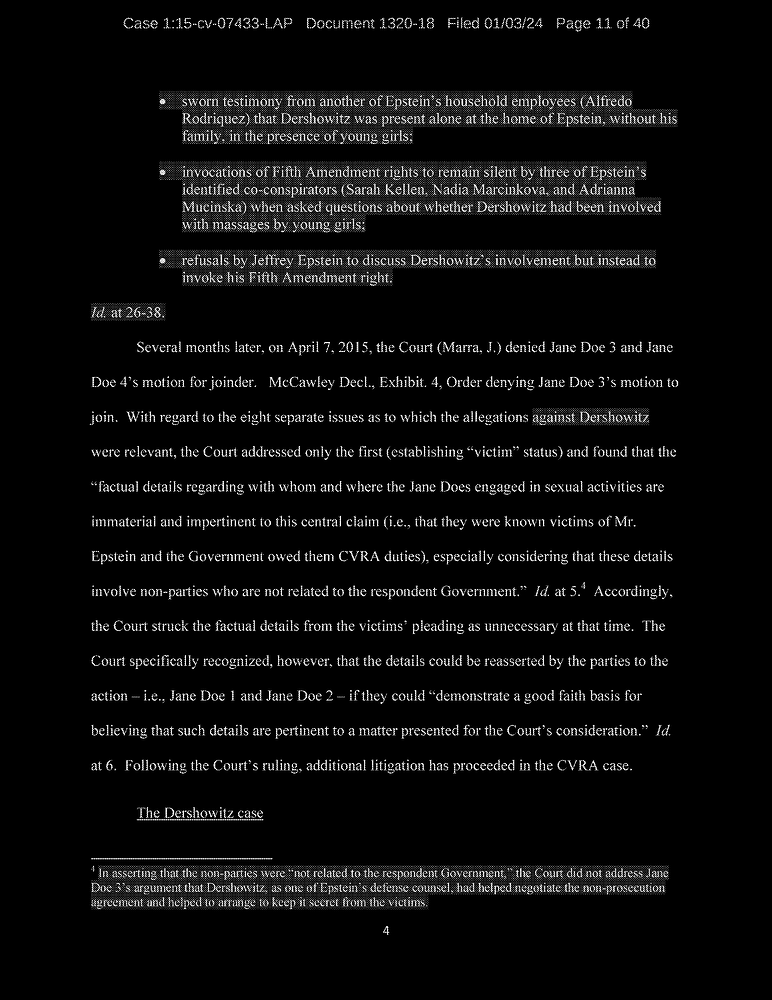 Case 1:15-cv-07433-LAP Document 1320-18 Filed 01/03/24 Page 11 of 40
• sworn testimony from another of Epstein's household employees (Alfredo
Rodriquez) that Dershowitz was present alone at the home of Epstein, without his
family, in the presence of young girls;
• invocations of Fifth Amendment rights to remain silent by three of Epstein's
identified co-conspirators (Sarah Kellen, Nadia Marcinkova, and Adrianna
Mucinska) when asked questions about whether Dershowitz had been involved
with massages by young girls;
• refusals by Jeffrey Epstein to discuss Dershowitz's involvement but instead to
invoke his Fifth Amendment right.
Id. at 26-38.
Several months later, on April 7, 2015, the Court (Marra, J.) denied Jane Doe 3 and Jane
Doe 4's motion for joinder. McCawley Decl., Exhibit. 4, Order denying Jane Doe 3's motion to
join. With regard to the eight separate issues as to which the allegations against Dershowitz
were relevant, the Court addressed only the first (establishing “victim” status) and found that the
“factual details regarding with whom and where the Jane Does engaged in sexual activities are
immaterial and impertinent to this central claim (i.e., that they were known victims of Mr.
Epstein and the Government owed them CVRA duties), especially considering that these details
involve non-parties who are not related to the respondent Government.” Id. at 5.4 Accordingly,
the Court struck the factual details from the victims' pleading as unnecessary at that time. The
Court specifically recognized, however, that the details could be reasserted by the parties to the
action – i.e., Jane Doe 1 and Jane Doe 2 – if they could “demonstrate a good faith basis for
believing that such details are pertinent to a matter presented for the Court's consideration.” Id.
at 6. Following the Court's ruling, additional litigation has proceeded in the CVRA case.
The Dershowitz case
4 In asserting that the non-parties were “not related to the respondent Government,” the Court did not address Jane
Doe 3's argument that Dershowitz, as one of Epstein's defense counsel, had helped negotiate the non-prosecution
agreement and helped to arrange to keep it secret from the victims.
4